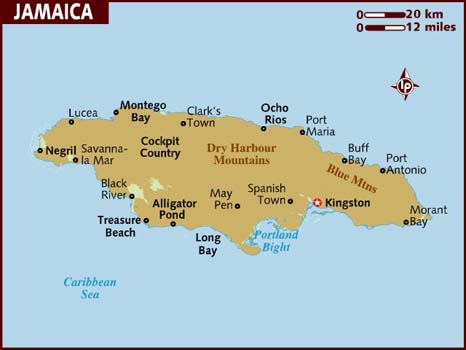 JAMAICA
20 km
12 miles
lp
Lucea
Montego
Bay
Clark's
Town
Ocho
Rios
Port
Maria
Negril
Savanna-
la Mar
Cockpit
Country
Dry Harbour
Mountains
Buff
Bay
Port
Antonio
Blue Mtns
Black
River
Alligator
Pond
May
Pen
Spanish
Town
Kingston
Treasure
Beach
Long
Bay
Portland
Bight
Morant
Bay
Caribbean
Sea